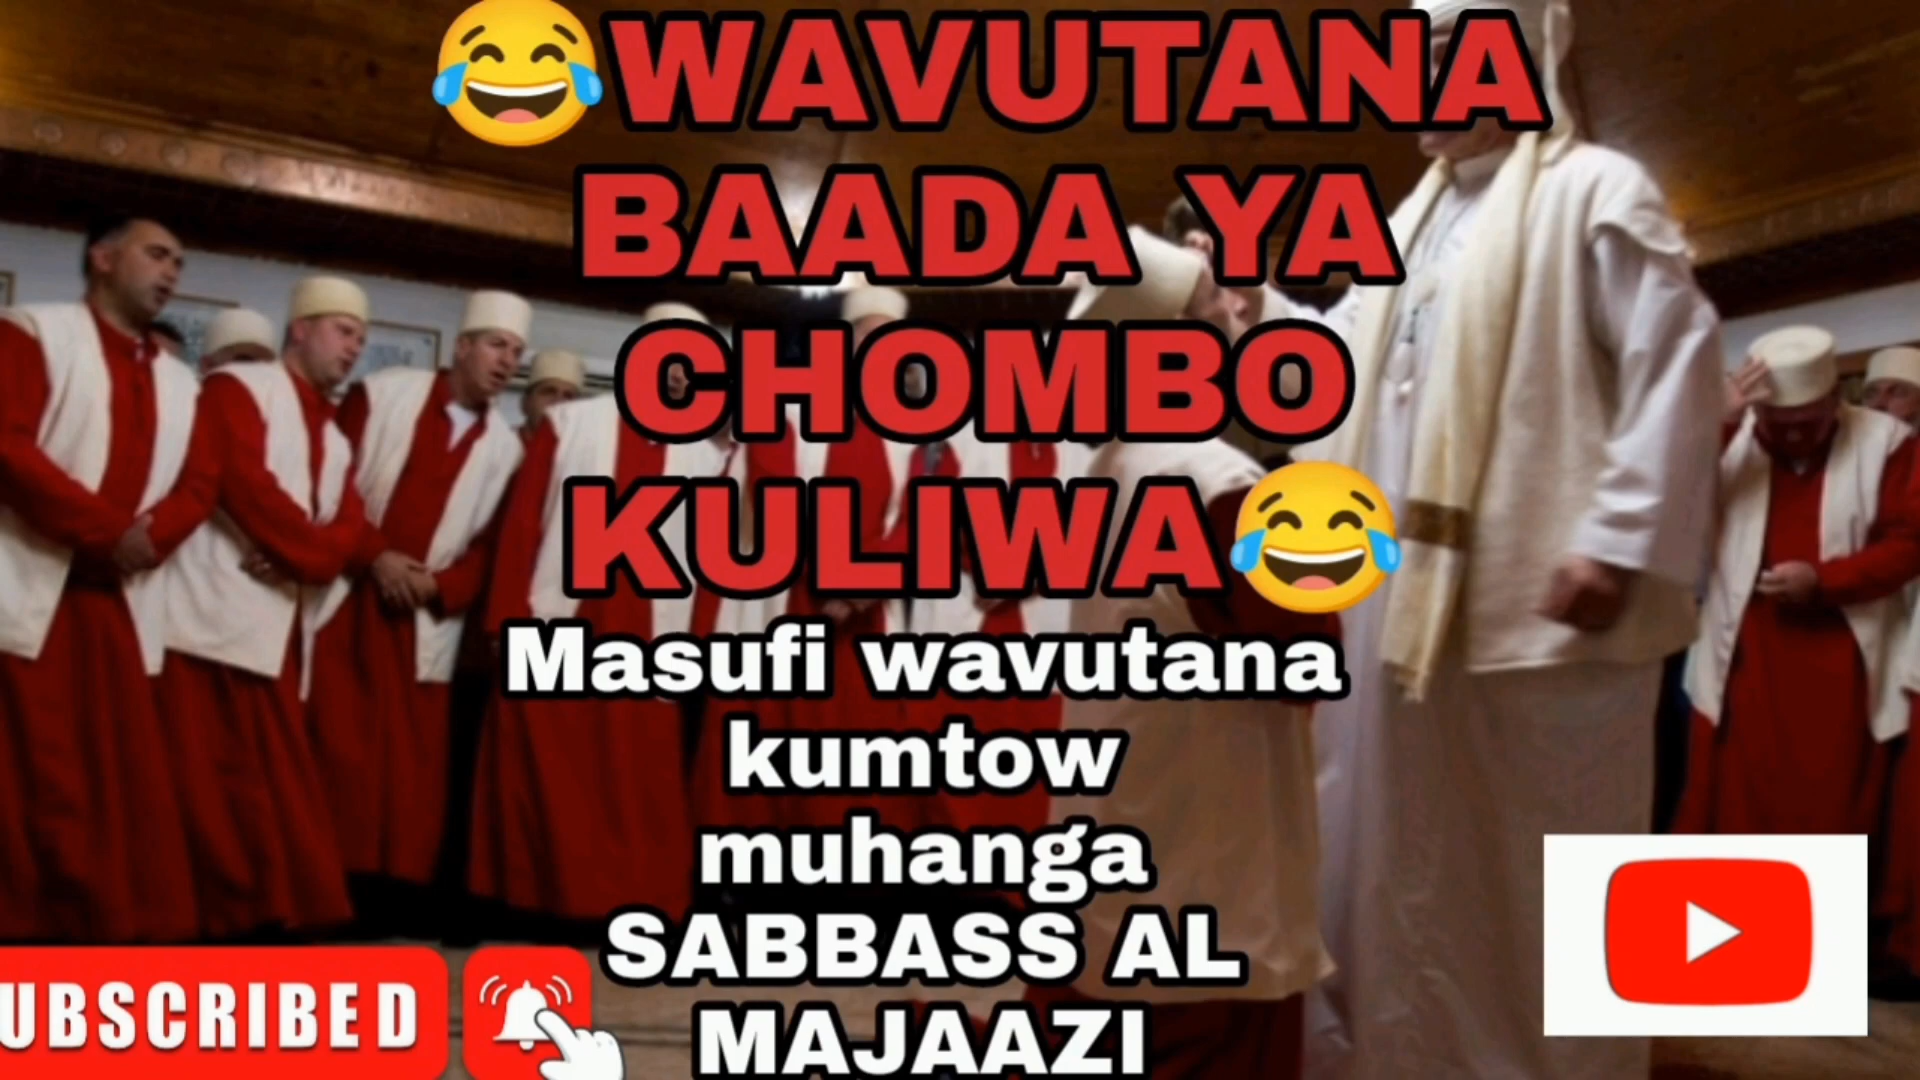 😂WAVUTANA
BAADA YA
CHOMBO
KULIWA😂
Masufi wavutana
kumtow
muhanga
SABBASS AL
MAJAAZI
UBSCRIBED